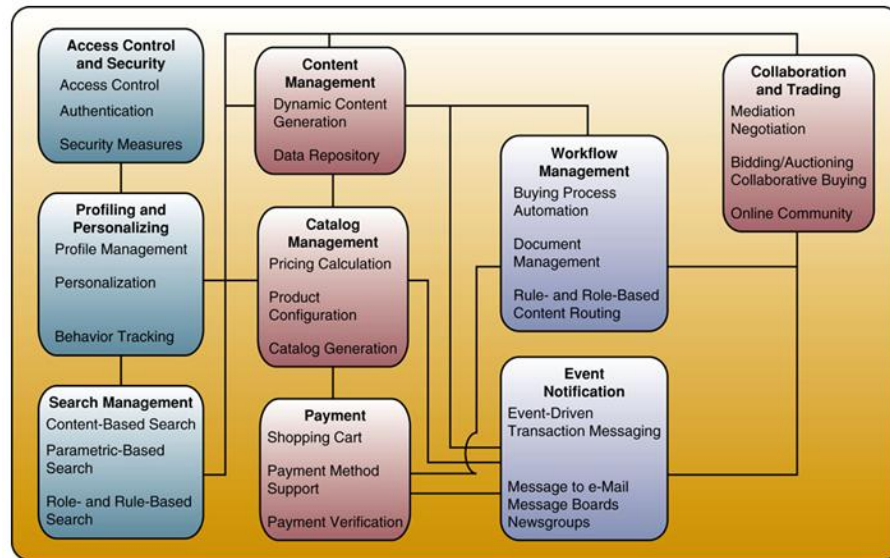 Access Control
and Security
Access Control
Authentication
Security Measures
Profiling and
Personalizing
Profile Management
Personalization
Behavior Tracking
Search Management
Content-Based Search
Parametric-Based
Search
Role- and Rule-Based
Search
Content
Management
Dynamic Content
Generation
Data Repository
Catalog
Management
Pricing Calculation
Product
Configuration
Catalog Generation
Payment
Shopping Cart
Payment Method
Support
Payment Verification
Workflow
Management
Buying Process
Automation
Document
Management
Rule- and Role-Based
Content Routing
Event
Notification
Event-Driven
Transaction Messaging
Message to e-Mail
Message Boards
Newsgroups
Collaboration
and Trading
Mediation
Negotiation
Bidding/Auctioning
Collaborative Buying
Online Community